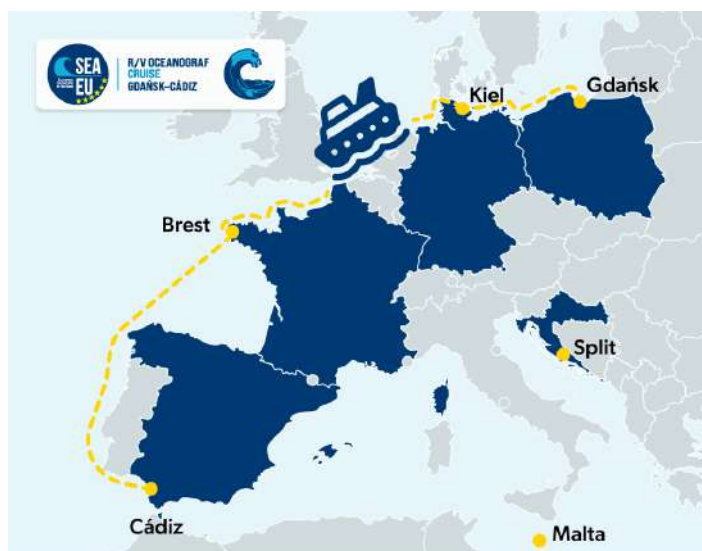 SEA
EU
R/V OCEANOGRAF
CRUISE
GDAŃSK–CÁDIZ
Kiel
Gdańsk
Brest
Split
Cádiz
Malta